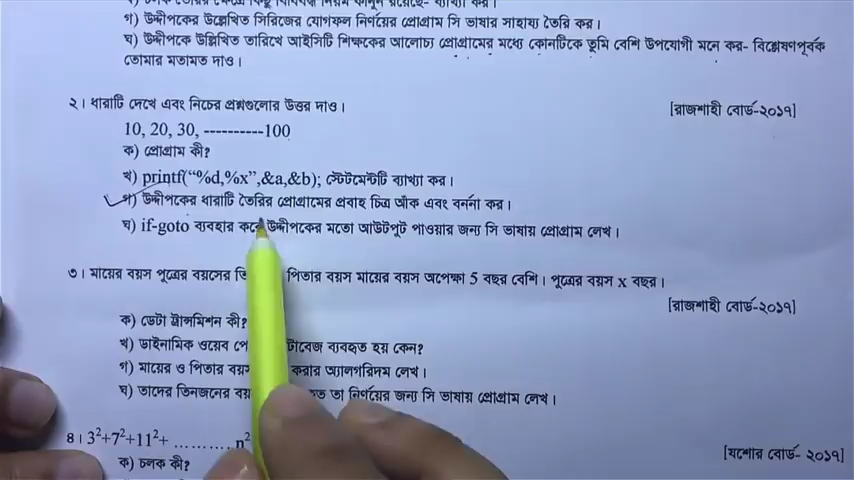 গ) উদ্দীপকের উল্লেখিত সিরিজের যোগফল নির্ণয়ের প্রোগ্রাম সি ভাষার সাহায্য তৈরি কর।
ঘ) উদ্দীপকে উল্লিখিত তারিখে আইসিটি শিক্ষকের আলোচ্য প্রোগ্রামের মধ্যে কোনটিকে তুমি বেশি উপযোগী মনে কর- বিশ্লেষণপূর্বক
তোমার মতামত দাও।
২। ধারাটি দেখে এবং নিচের প্রশ্নগুলোর উত্তর দাও। [রাজশাহী বোর্ড-২০১৭]
10, 20, 30, ----------100
ক) প্রোগ্রাম কী?
খ) printf(“%d,%x”,&a,&b); স্টেটমেন্টটি ব্যাখ্যা কর।
গ) উদ্দীপকের ধারাটি তৈরির প্রোগ্রামের প্রবাহ চিত্র আঁক এবং বর্ননা কর।
ঘ) if-goto ব্যবহার করে উদ্দীপকের মতো আউটপুট পাওয়ার জন্য সি ভাষায় প্রোগ্রাম লেখ।
৩। মায়ের বয়স পুত্রের বয়সের পিতার বয়স মায়ের বয়স অপেক্ষা 5 বছর বেশি। পুত্রের বয়স x বছর।
[রাজশাহী বোর্ড-২০১৭]
ক) ডেটা ট্রান্সমিশন কী?
খ) ডাইনামিক ওয়েব ব্যবহৃত হয় কেন?
গ) মায়ের ও পিতার করার অ্যালগরিদম লেখ।
ঘ) তাদের তিনজনের তা নির্ণয়ের জন্য সি ভাষায় প্রোগ্রাম লেখ।
৪। 3²+7²+11²+ ......... n² [যশোর বোর্ড- ২০১৭]
ক) চলক কী?